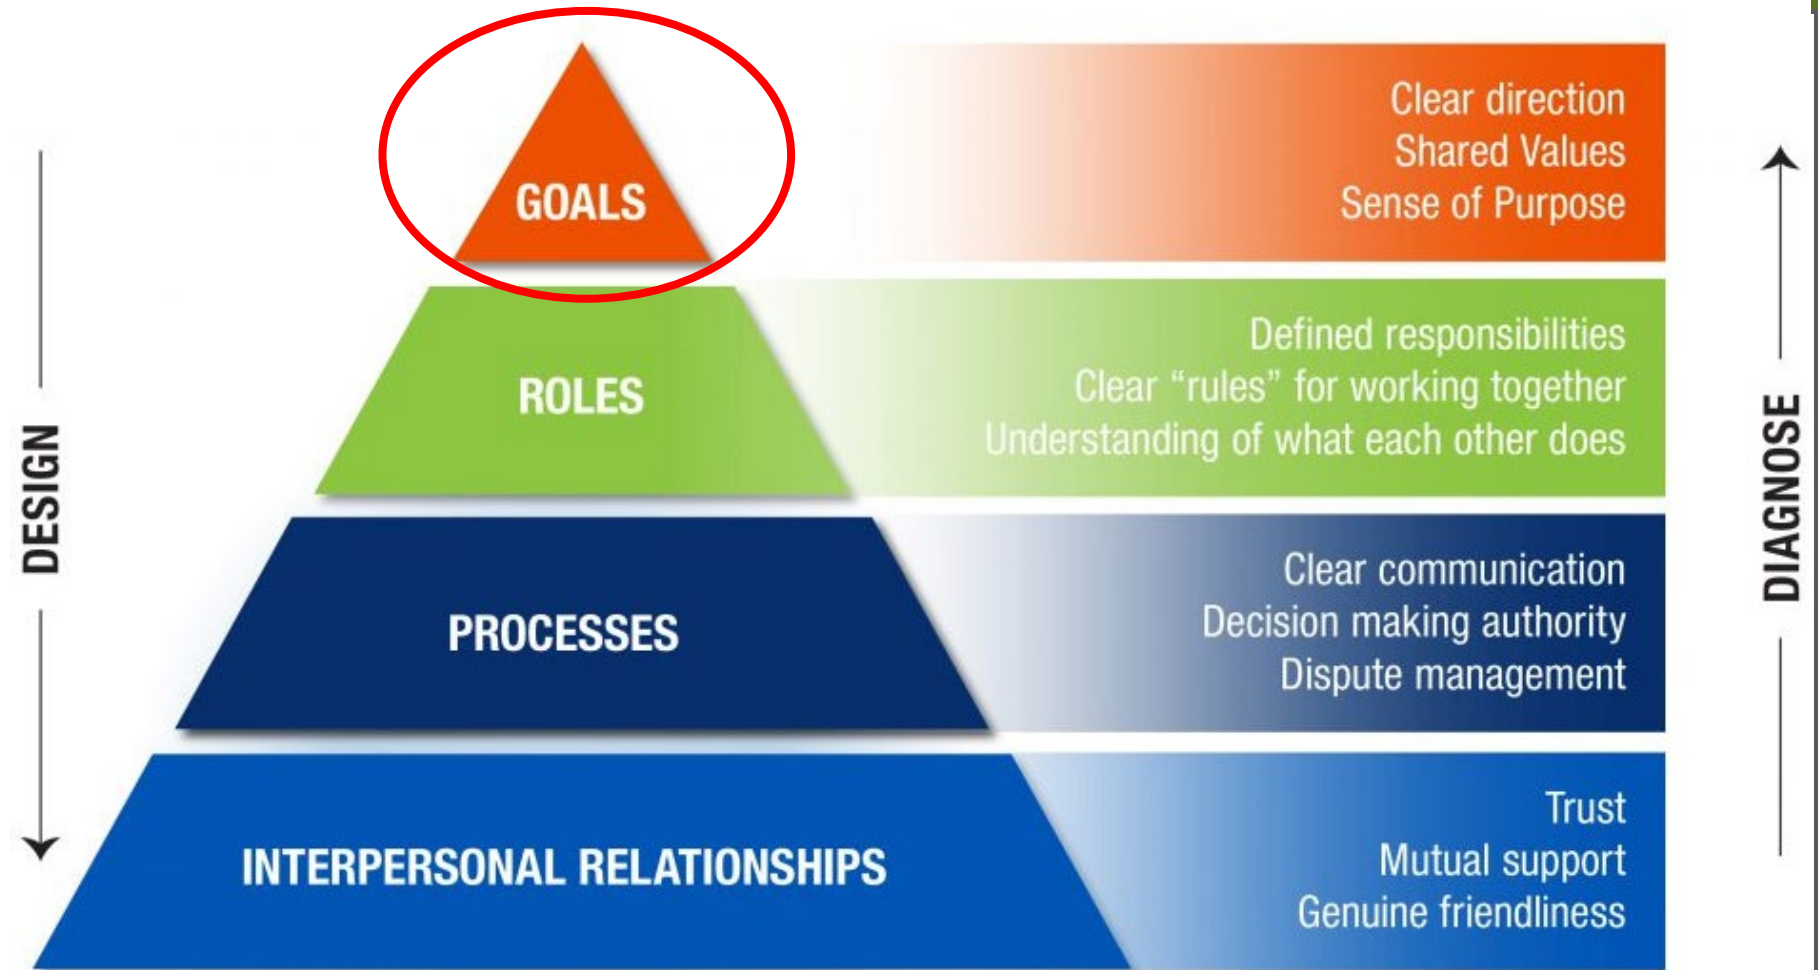 GOALS
Clear direction
Shared Values
Sense of Purpose
ROLES
Defined responsibilities
Clear “rules” for working together
Understanding of what each other does
PROCESSES
Clear communication
Decision making authority
Dispute management
INTERPERSONAL RELATIONSHIPS
Trust
Mutual support
Genuine friendliness
DESIGN
DIAGNOSE